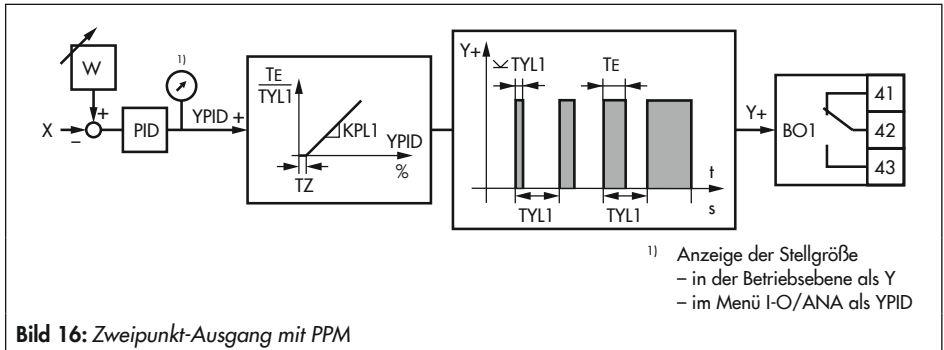 W
X
+
−
PID
1)
YPID +
TE
TYL1
KPL1
YPID
%
TZ
Y+
TYL1
TE
TYL1
TYL1
t
s
Y+
BO1
41
42
43
1) Anzeige der Stellgröße
– in der Betriebsebene als Y
– im Menü I-O/ANA als YPID
Bild 16: Zweipunkt-Ausgang mit PPM